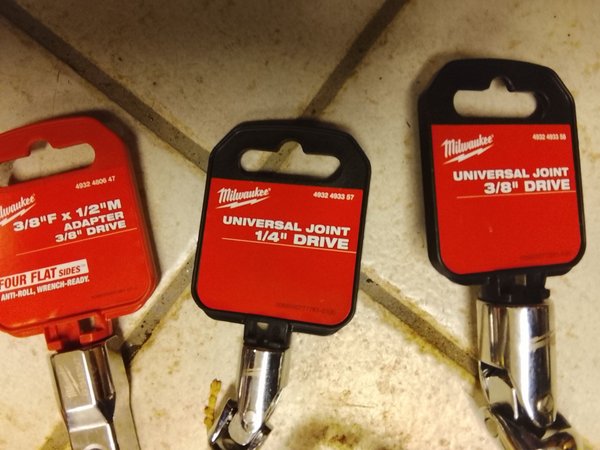 4932 4806 47
Milwaukee
3/8"F x 1/2"M
ADAPTER
3/8" DRIVE
FOUR FLAT SIDES
ANTI-ROLL, WRENCH-READY.
Milwaukee
4932 4933 57
UNIVERSAL JOINT
1/4" DRIVE
Milwaukee
4932 4933 58
UNIVERSAL JOINT
3/8" DRIVE